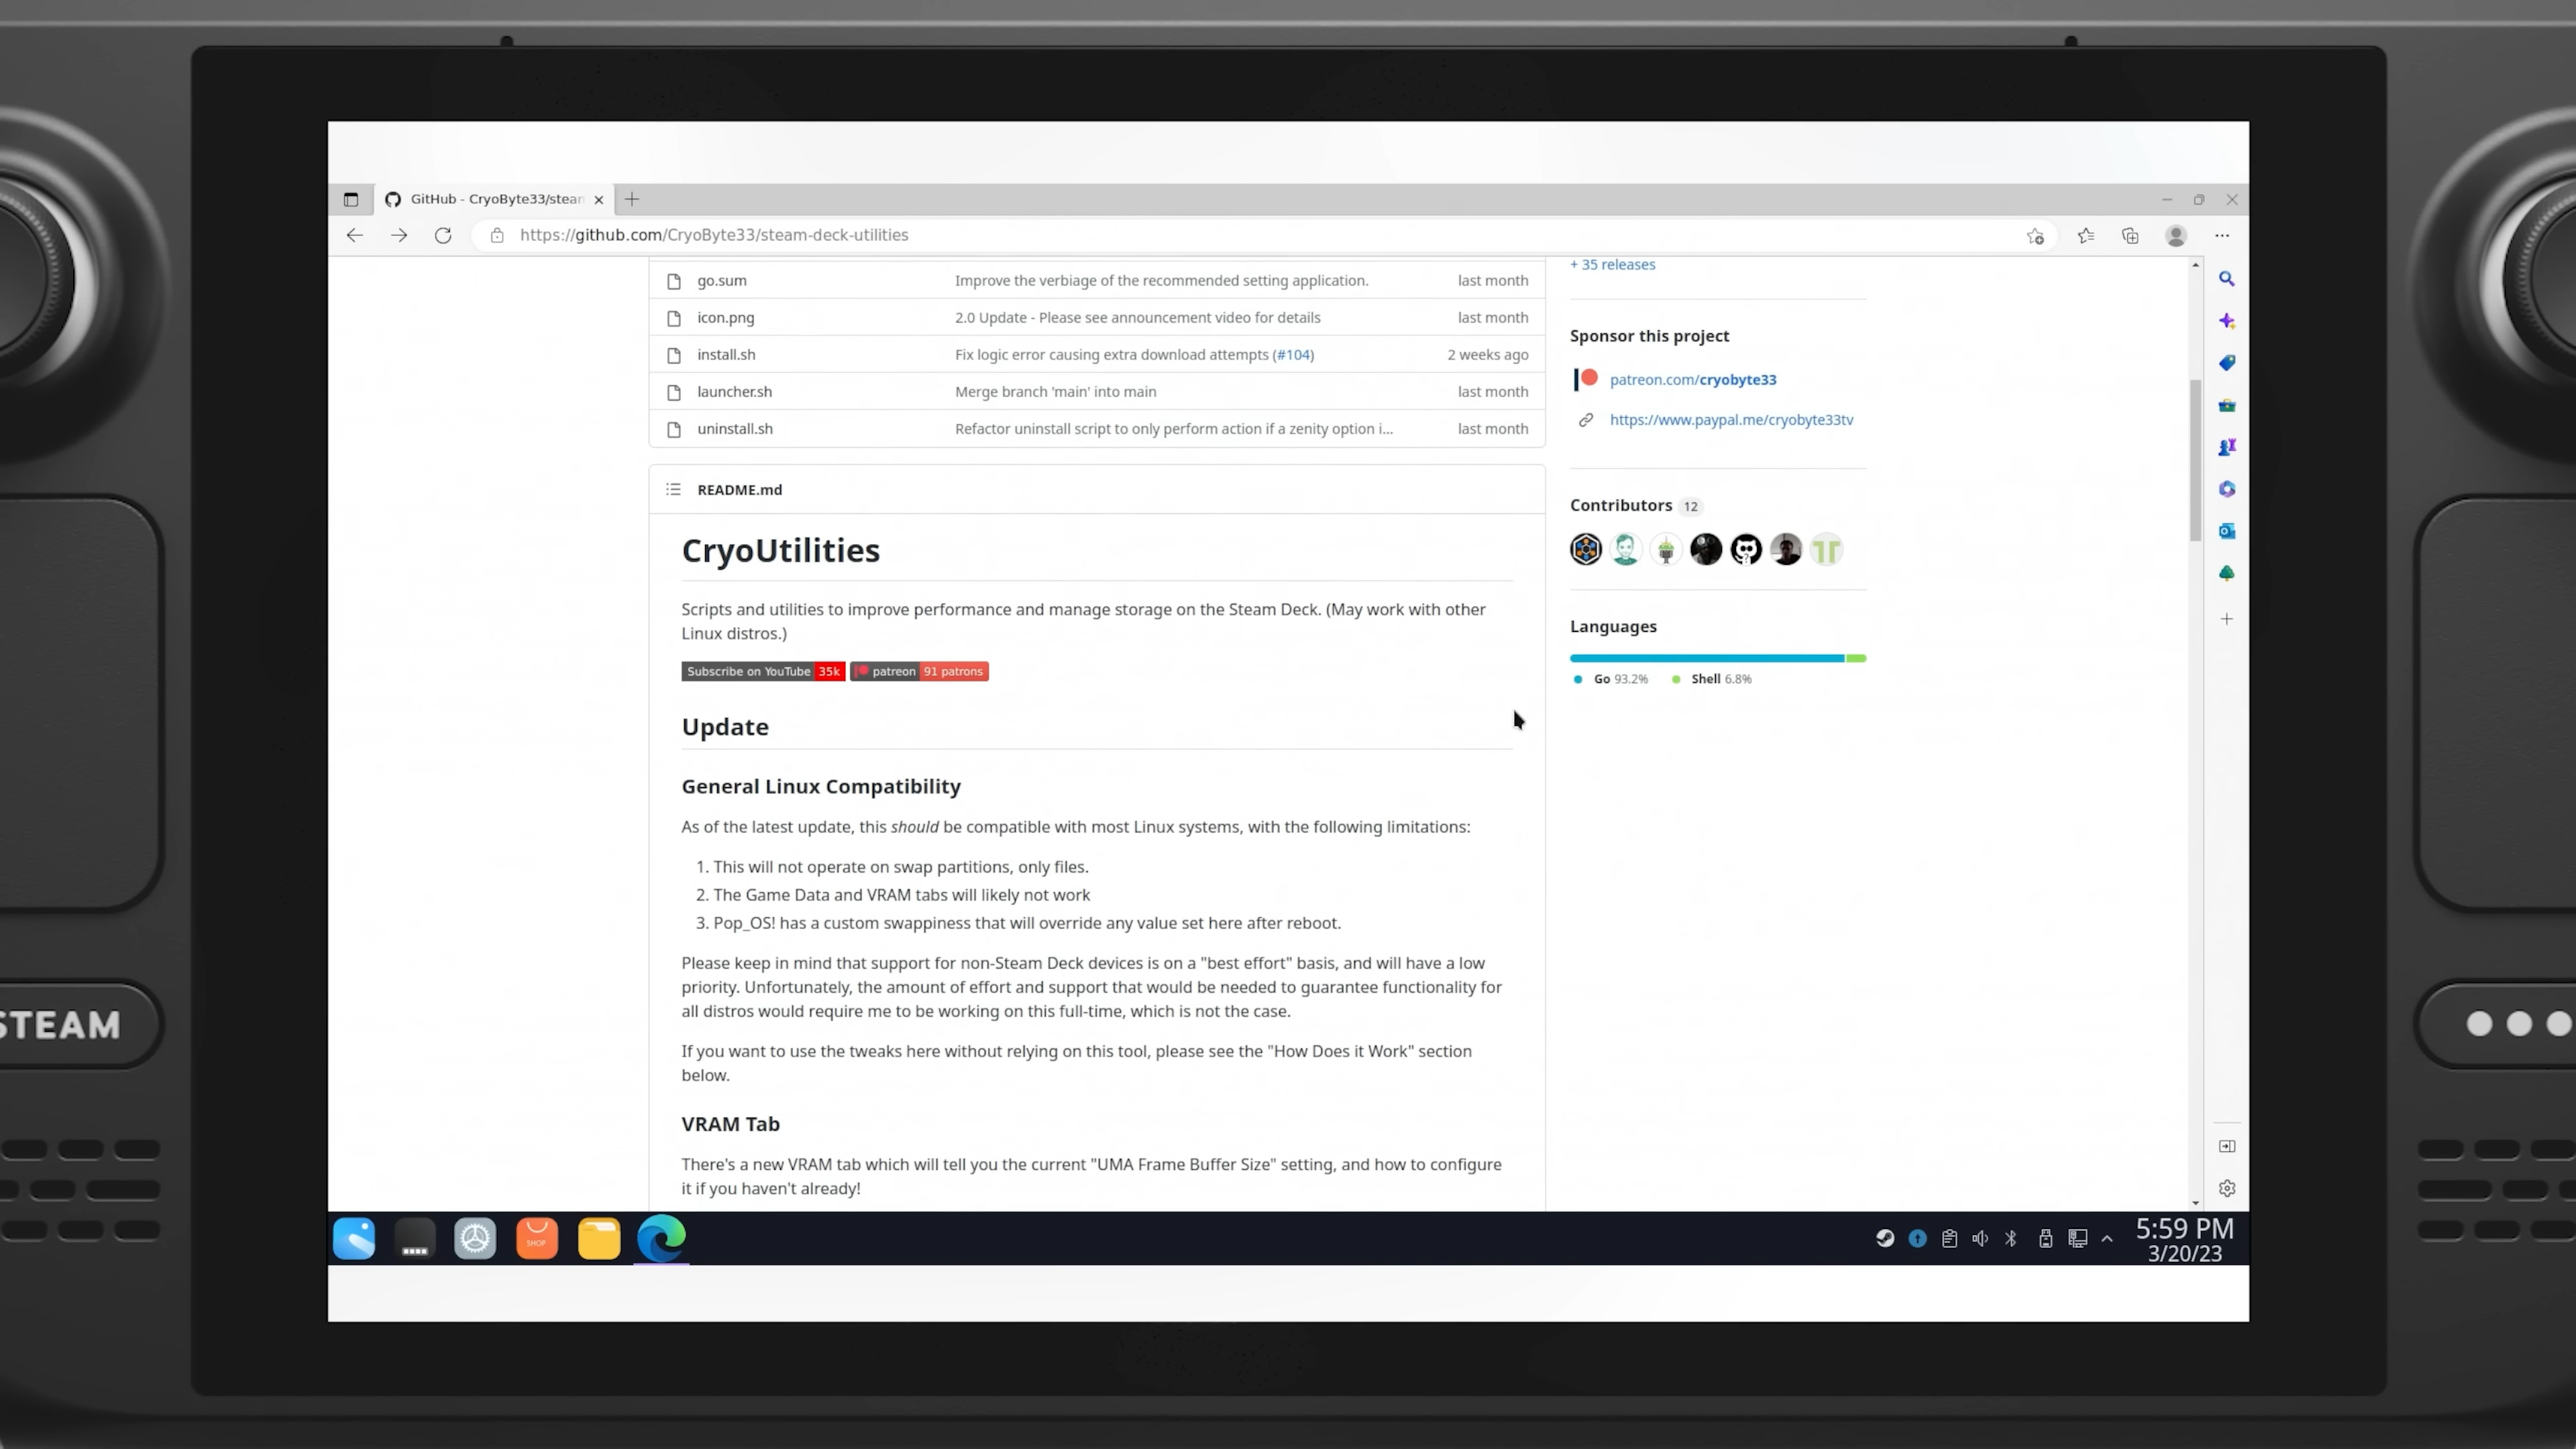 GitHub - CryoByte33/stean
https://github.com/CryoByte33/steam-deck-utilities
go.sum Improve the verbiage of the recommended setting application. last month
icon.png 2.0 Update - Please see announcement video for details last month
install.sh Fix logic error causing extra download attempts (#104) 2 weeks ago
launcher.sh Merge branch 'main' into main last month
uninstall.sh Refactor uninstall script to only perform action if a zenity option i... last month
README.md
CryoUtilities
Scripts and utilities to improve performance and manage storage on the Steam Deck. (May work with other
Linux distros.)
Subscribe on YouTube 35k patreon 91 patrons
Update
General Linux Compatibility
As of the latest update, this should be compatible with most Linux systems, with the following limitations:
1. This will not operate on swap partitions, only files.
2. The Game Data and VRAM tabs will likely not work
3. Pop_OS! has a custom swappiness that will override any value set here after reboot.
Please keep in mind that support for non-Steam Deck devices is on a "best effort" basis, and will have a low
priority. Unfortunately, the amount of effort and support that would be needed to guarantee functionality for
all distros would require me to be working on this full-time, which is not the case.
If you want to use the tweaks here without relying on this tool, please see the "How Does it Work" section
below.
VRAM Tab
There's a new VRAM tab which will tell you the current "UMA Frame Buffer Size" setting, and how to configure
it if you haven't already!
+ 35 releases
Sponsor this project
patreon.com/cryobyte33
https://www.paypal.me/cryobyte33tv
Contributors 12
Languages
Go 93.2% Shell 6.8%
SHOP
5:59 PM
3/20/23
STEAM